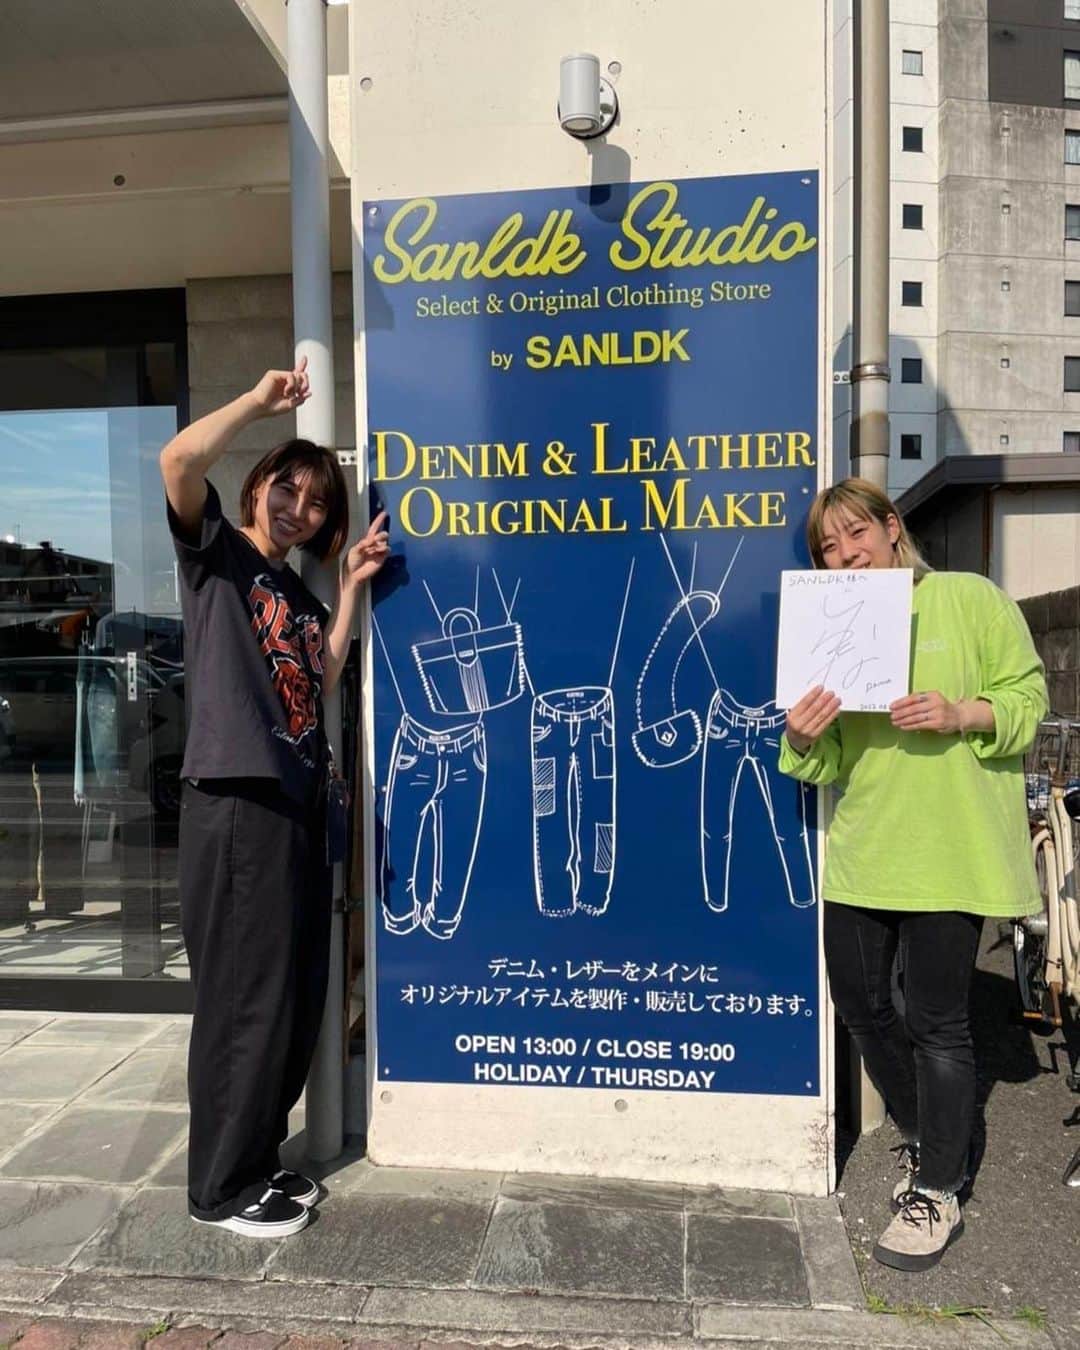 Sanldk Studio
Select & Original Clothing Store
by SANLDK
DENIM & LEATHER
ORIGINAL MAKE
SANLDK様へ
デニム・レザーをメインに
オリジナルアイテムを製作・販売しております。
OPEN 13:00 / CLOSE 19:00
HOLIDAY / THURSDAY